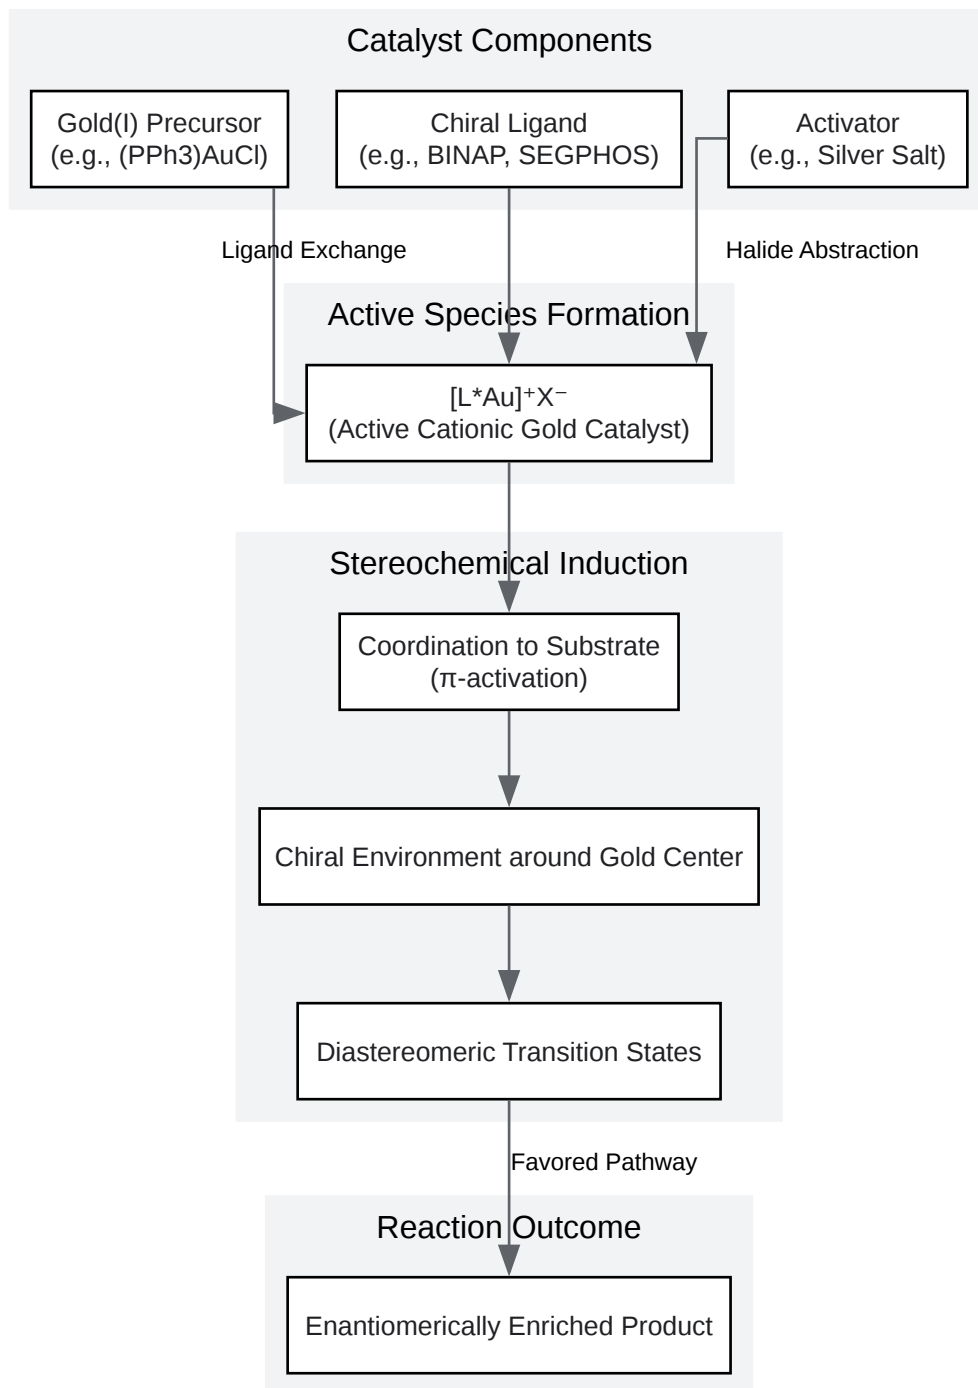 Catalyst Components
Gold(I) Precursor
(e.g., (PPh3)AuCl)
Chiral Ligand
(e.g., BINAP, SEGPHOS)
Activator
(e.g., Silver Salt)
Ligand Exchange
Halide Abstraction
Active Species Formation
[L*Au]⁺X⁻
(Active Cationic Gold Catalyst)
Stereochemical Induction
Coordination to Substrate
(π-activation)
Chiral Environment around Gold Center
Diastereomeric Transition States
Favored Pathway
Reaction Outcome
Enantiomerically Enriched Product